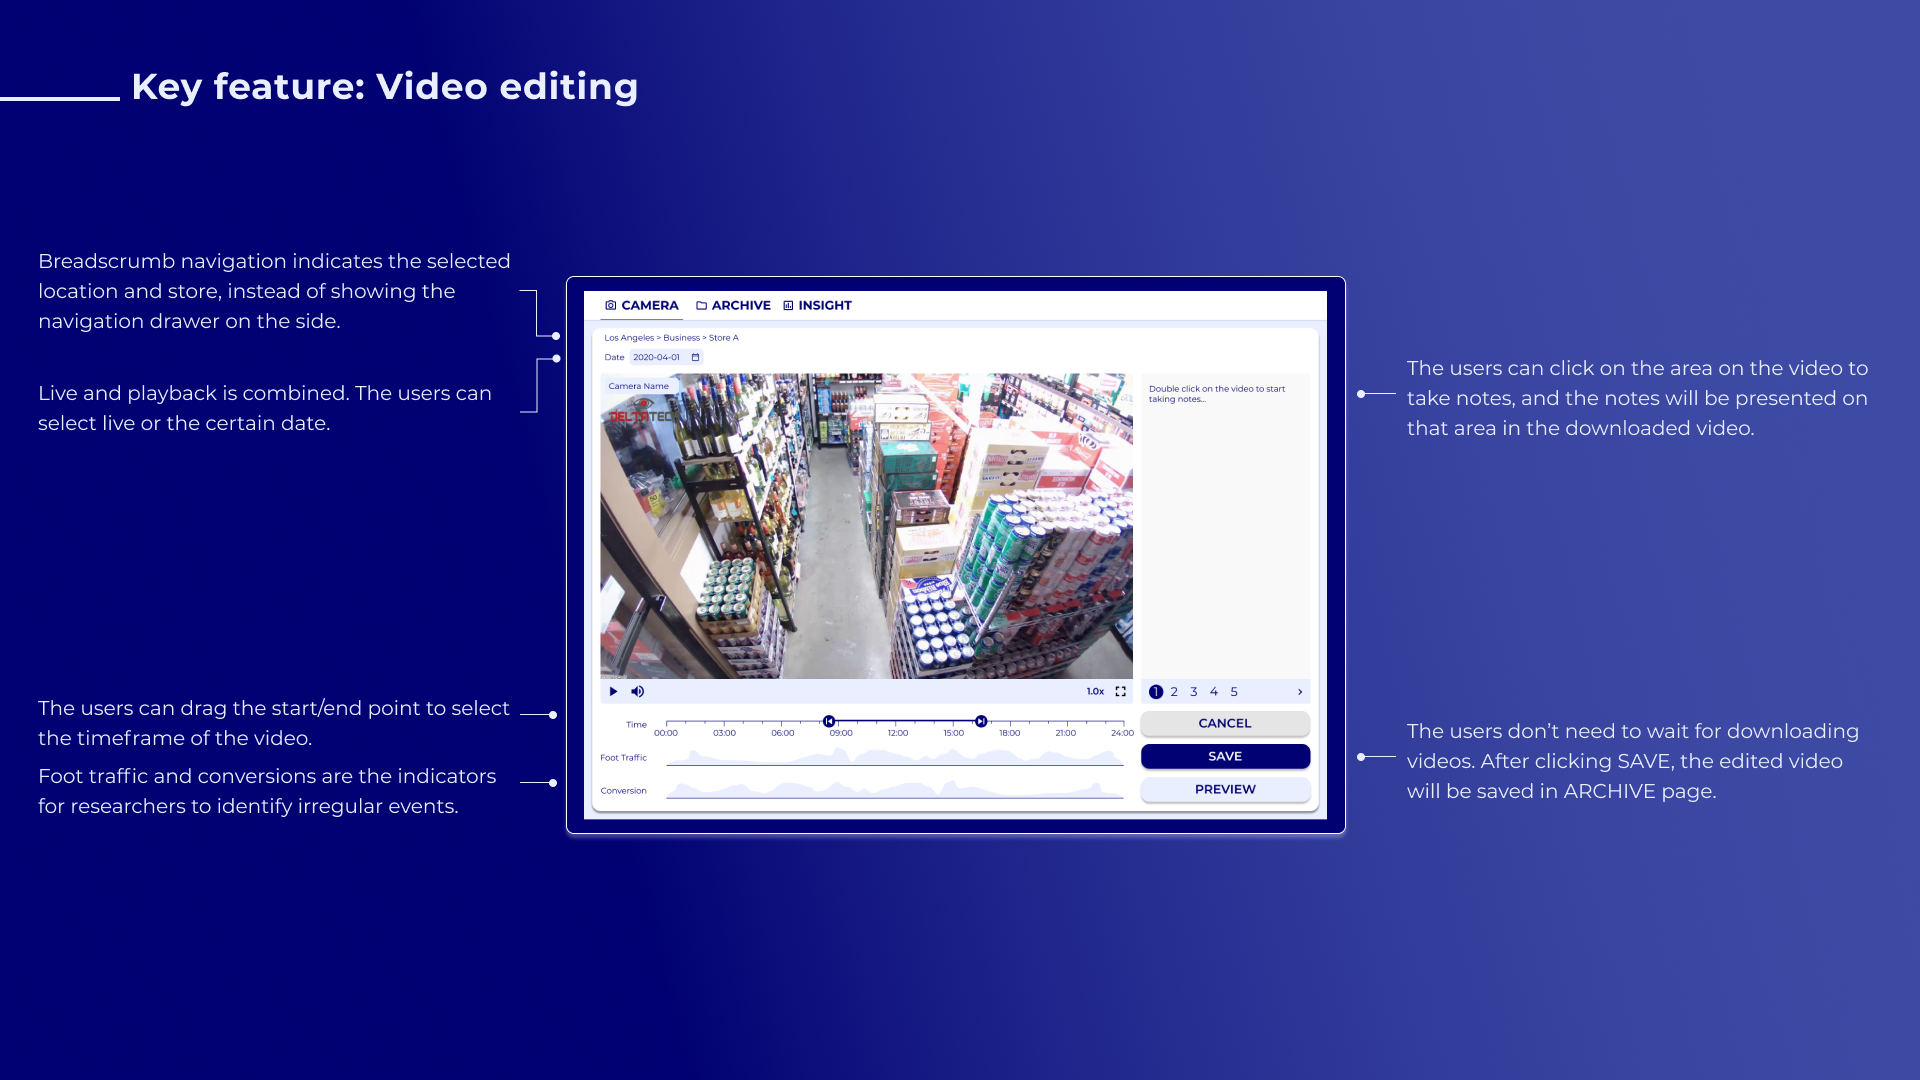 Key feature: Video editing
Breadscrumb navigation indicates the selected
location and store, instead of showing the
navigation drawer on the side.
Live and playback is combined. The users can
select live or the certain date.
The users can drag the start/end point to select
the timeframe of the video.
Foot traffic and conversions are the indicators
for researchers to identify irregular events.
CAMERA ARCHIVE INSIGHT
Los Angeles > Business > Store A
Date 2020-04-01
Camera Name
DELTATECH
Double click on the video to start
taking notes...
1.0x
1 2 3 4 5 >
Time
00:00 03:00 06:00 09:00 12:00 15:00 18:00 21:00 24:00
Foot Traffic
Conversion
CANCEL
SAVE
PREVIEW
The users can click on the area on the video to
take notes, and the notes will be presented on
that area in the downloaded video.
The users don’t need to wait for downloading
videos. After clicking SAVE, the edited video
will be saved in ARCHIVE page.